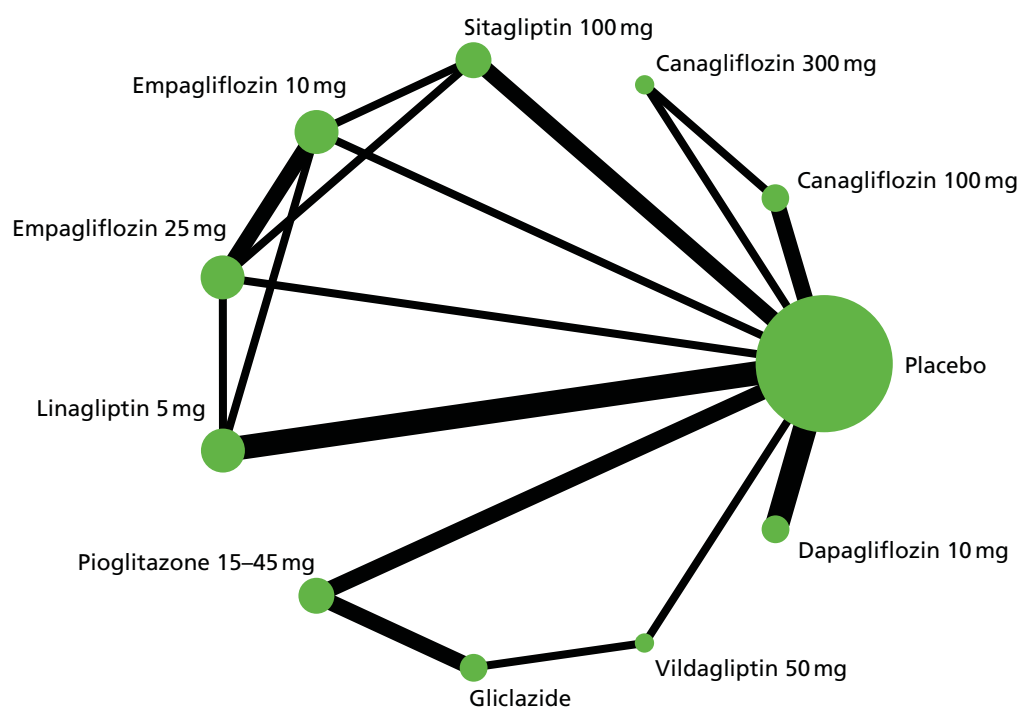 Sitagliptin 100 mg
Canagliflozin 300 mg
Empagliflozin 10 mg
Canagliflozin 100 mg
Empagliflozin 25 mg
Placebo
Linagliptin 5 mg
Dapagliflozin 10 mg
Pioglitazone 15–45 mg
Vildagliptin 50 mg
Gliclazide